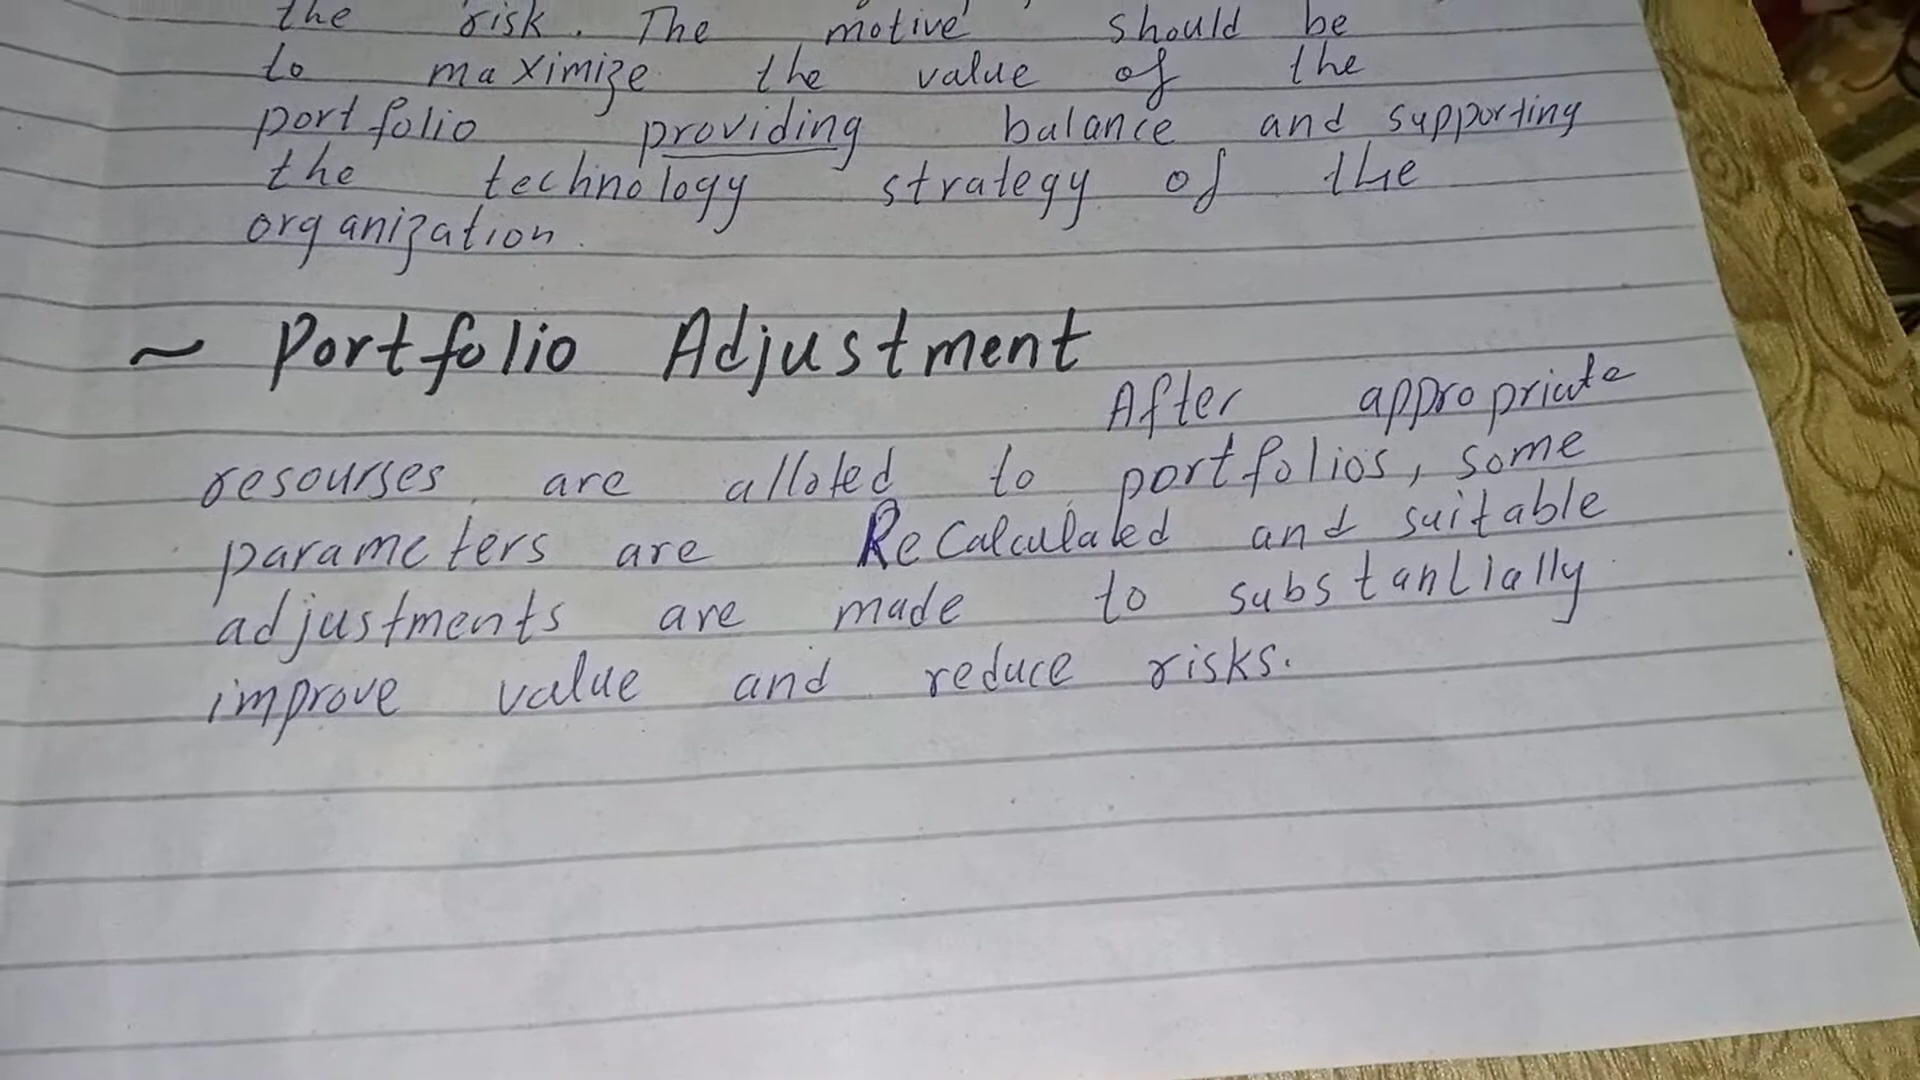 the risk. The motive should be
to maximize the value of the
portfolio providing balance and supporting
the technology strategy of the
organization.
~ Portfolio Adjustment
After appropriate
resourses are alloted to portfolios, some
parameters are ReCalculated and suitable
adjustments are made to substantially
improve value and reduce risks.